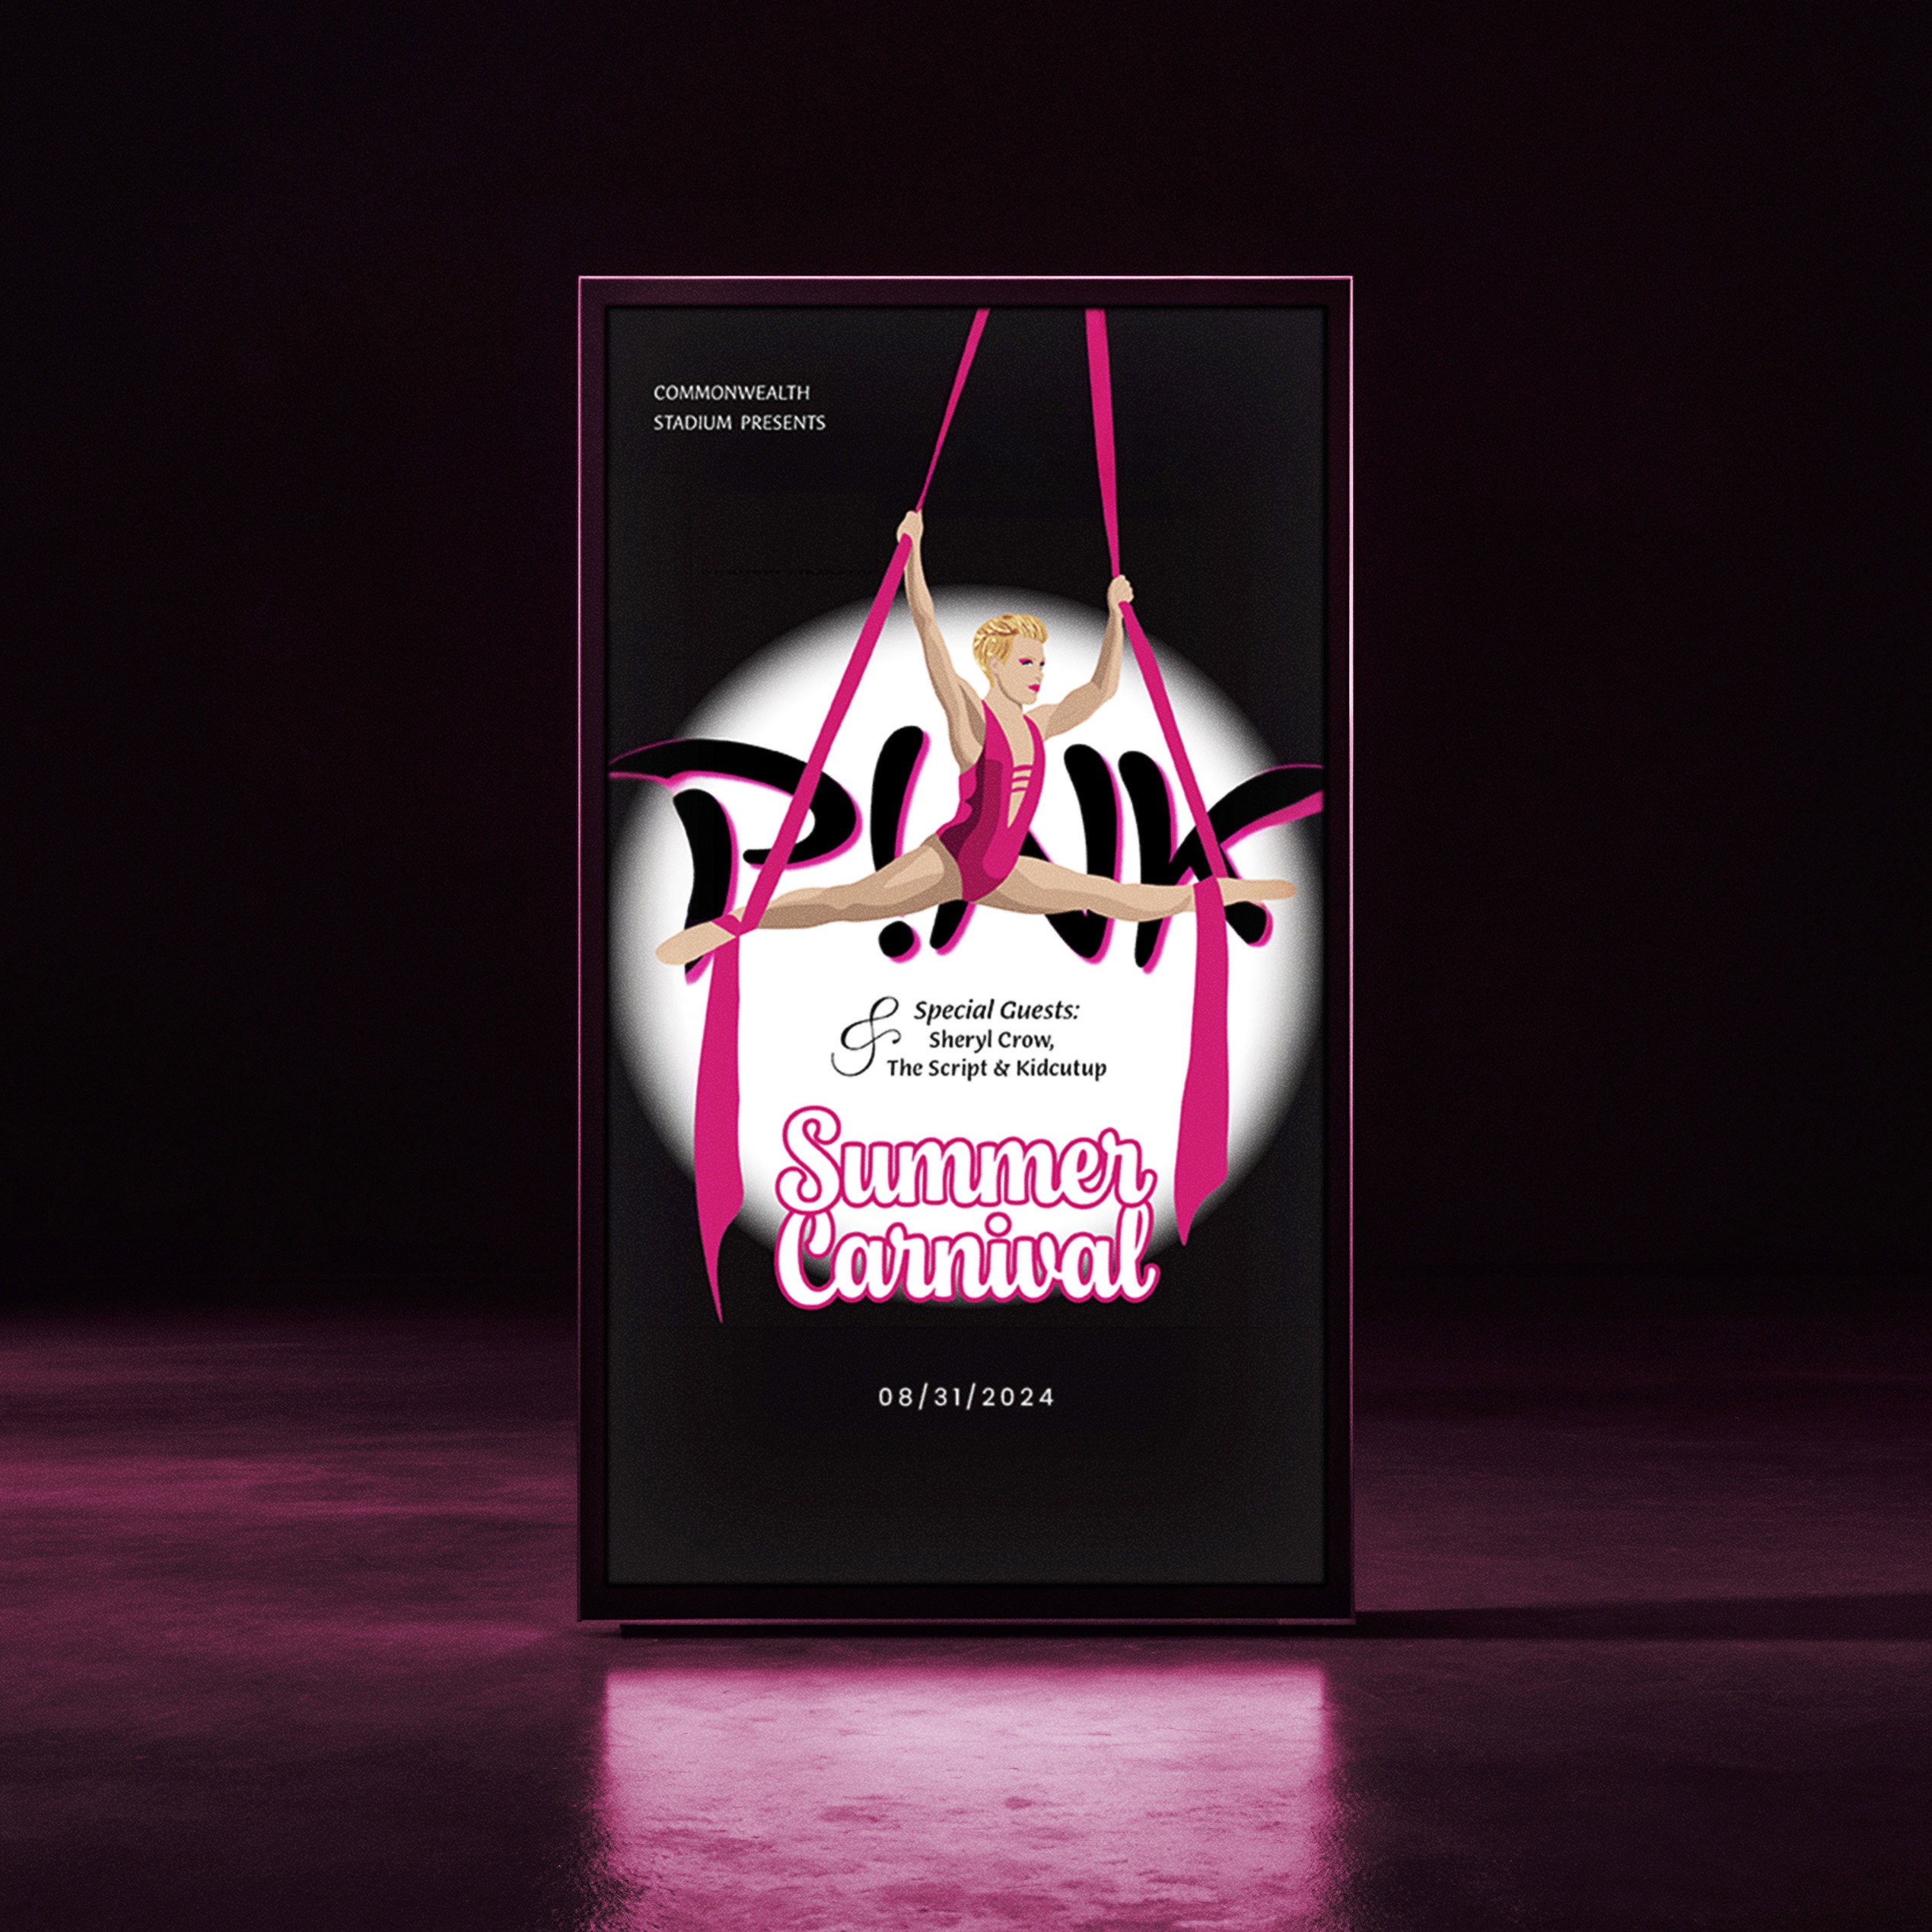 COMMONWEALTH
STADIUM PRESENTS
P!NK
& Special Guests:
Sheryl Crow,
The Script & Kidcutup
Summer
Carnival
08/31/2024